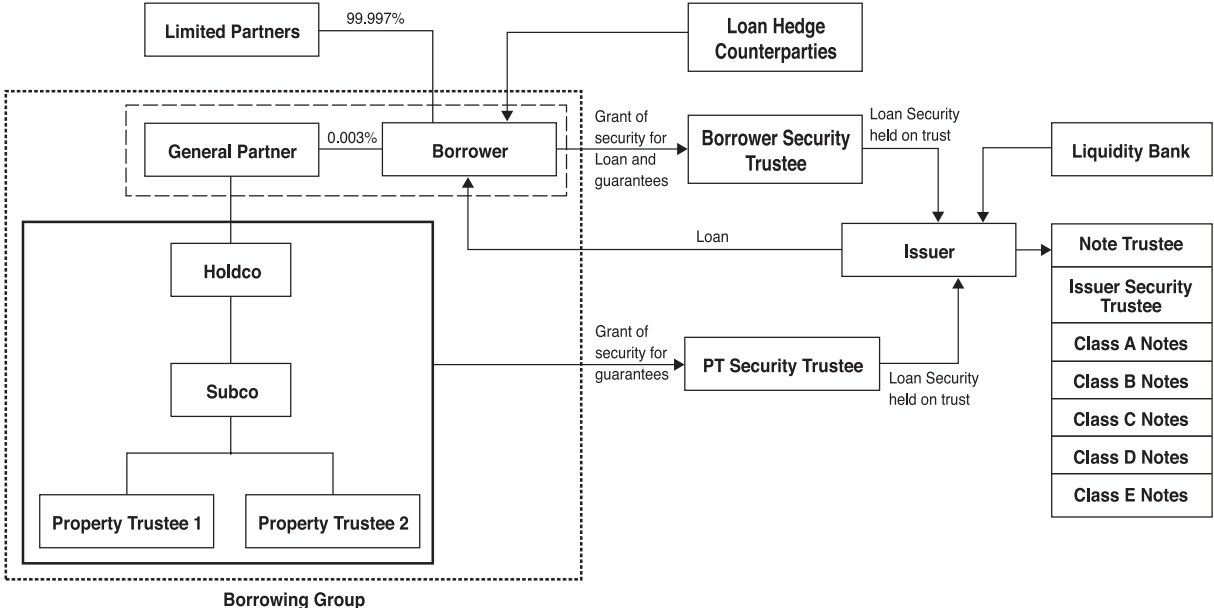 Limited Partners
99.997%
Loan Hedge
Counterparties
General Partner
0.003%
Borrower
Grant of
security for
Loan and
guarantees
Borrower Security
Trustee
Loan Security
held on trust
Liquidity Bank
Loan
Issuer
Note Trustee
Issuer Security
Trustee
Class A Notes
Class B Notes
Class C Notes
Class D Notes
Class E Notes
Holdco
Subco
Property Trustee 1
Property Trustee 2
Grant of
security for
guarantees
PT Security Trustee
Loan Security
held on trust
Borrowing Group